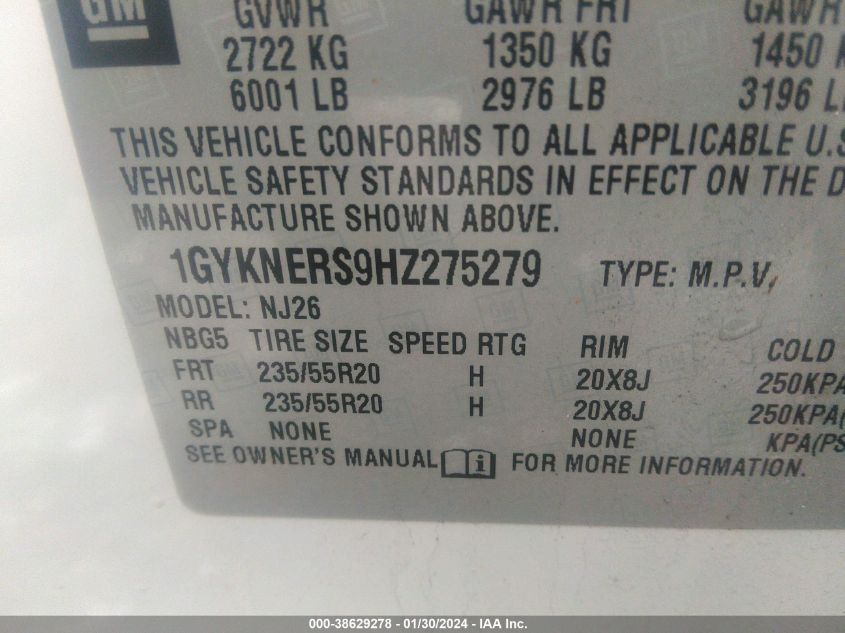 GM
GVWR GAWR FRT GAWR
2722 KG 1350 KG 1450 K
6001 LB 2976 LB 3196 L
THIS VEHICLE CONFORMS TO ALL APPLICABLE U.S
VEHICLE SAFETY STANDARDS IN EFFECT ON THE D
MANUFACTURE SHOWN ABOVE.
1GYKNERS9HZ275279 TYPE: M.P.V.
MODEL: NJ26
NBG5 TIRE SIZE SPEED RTG RIM COLD
FRT 235/55R20 H 20X8J 250KPA
RR 235/55R20 H 20X8J 250KPA(
SPA NONE NONE KPA(PS
SEE OWNER'S MANUAL i FOR MORE INFORMATION.
000-38629278 - 01/30/2024 - IAA Inc.